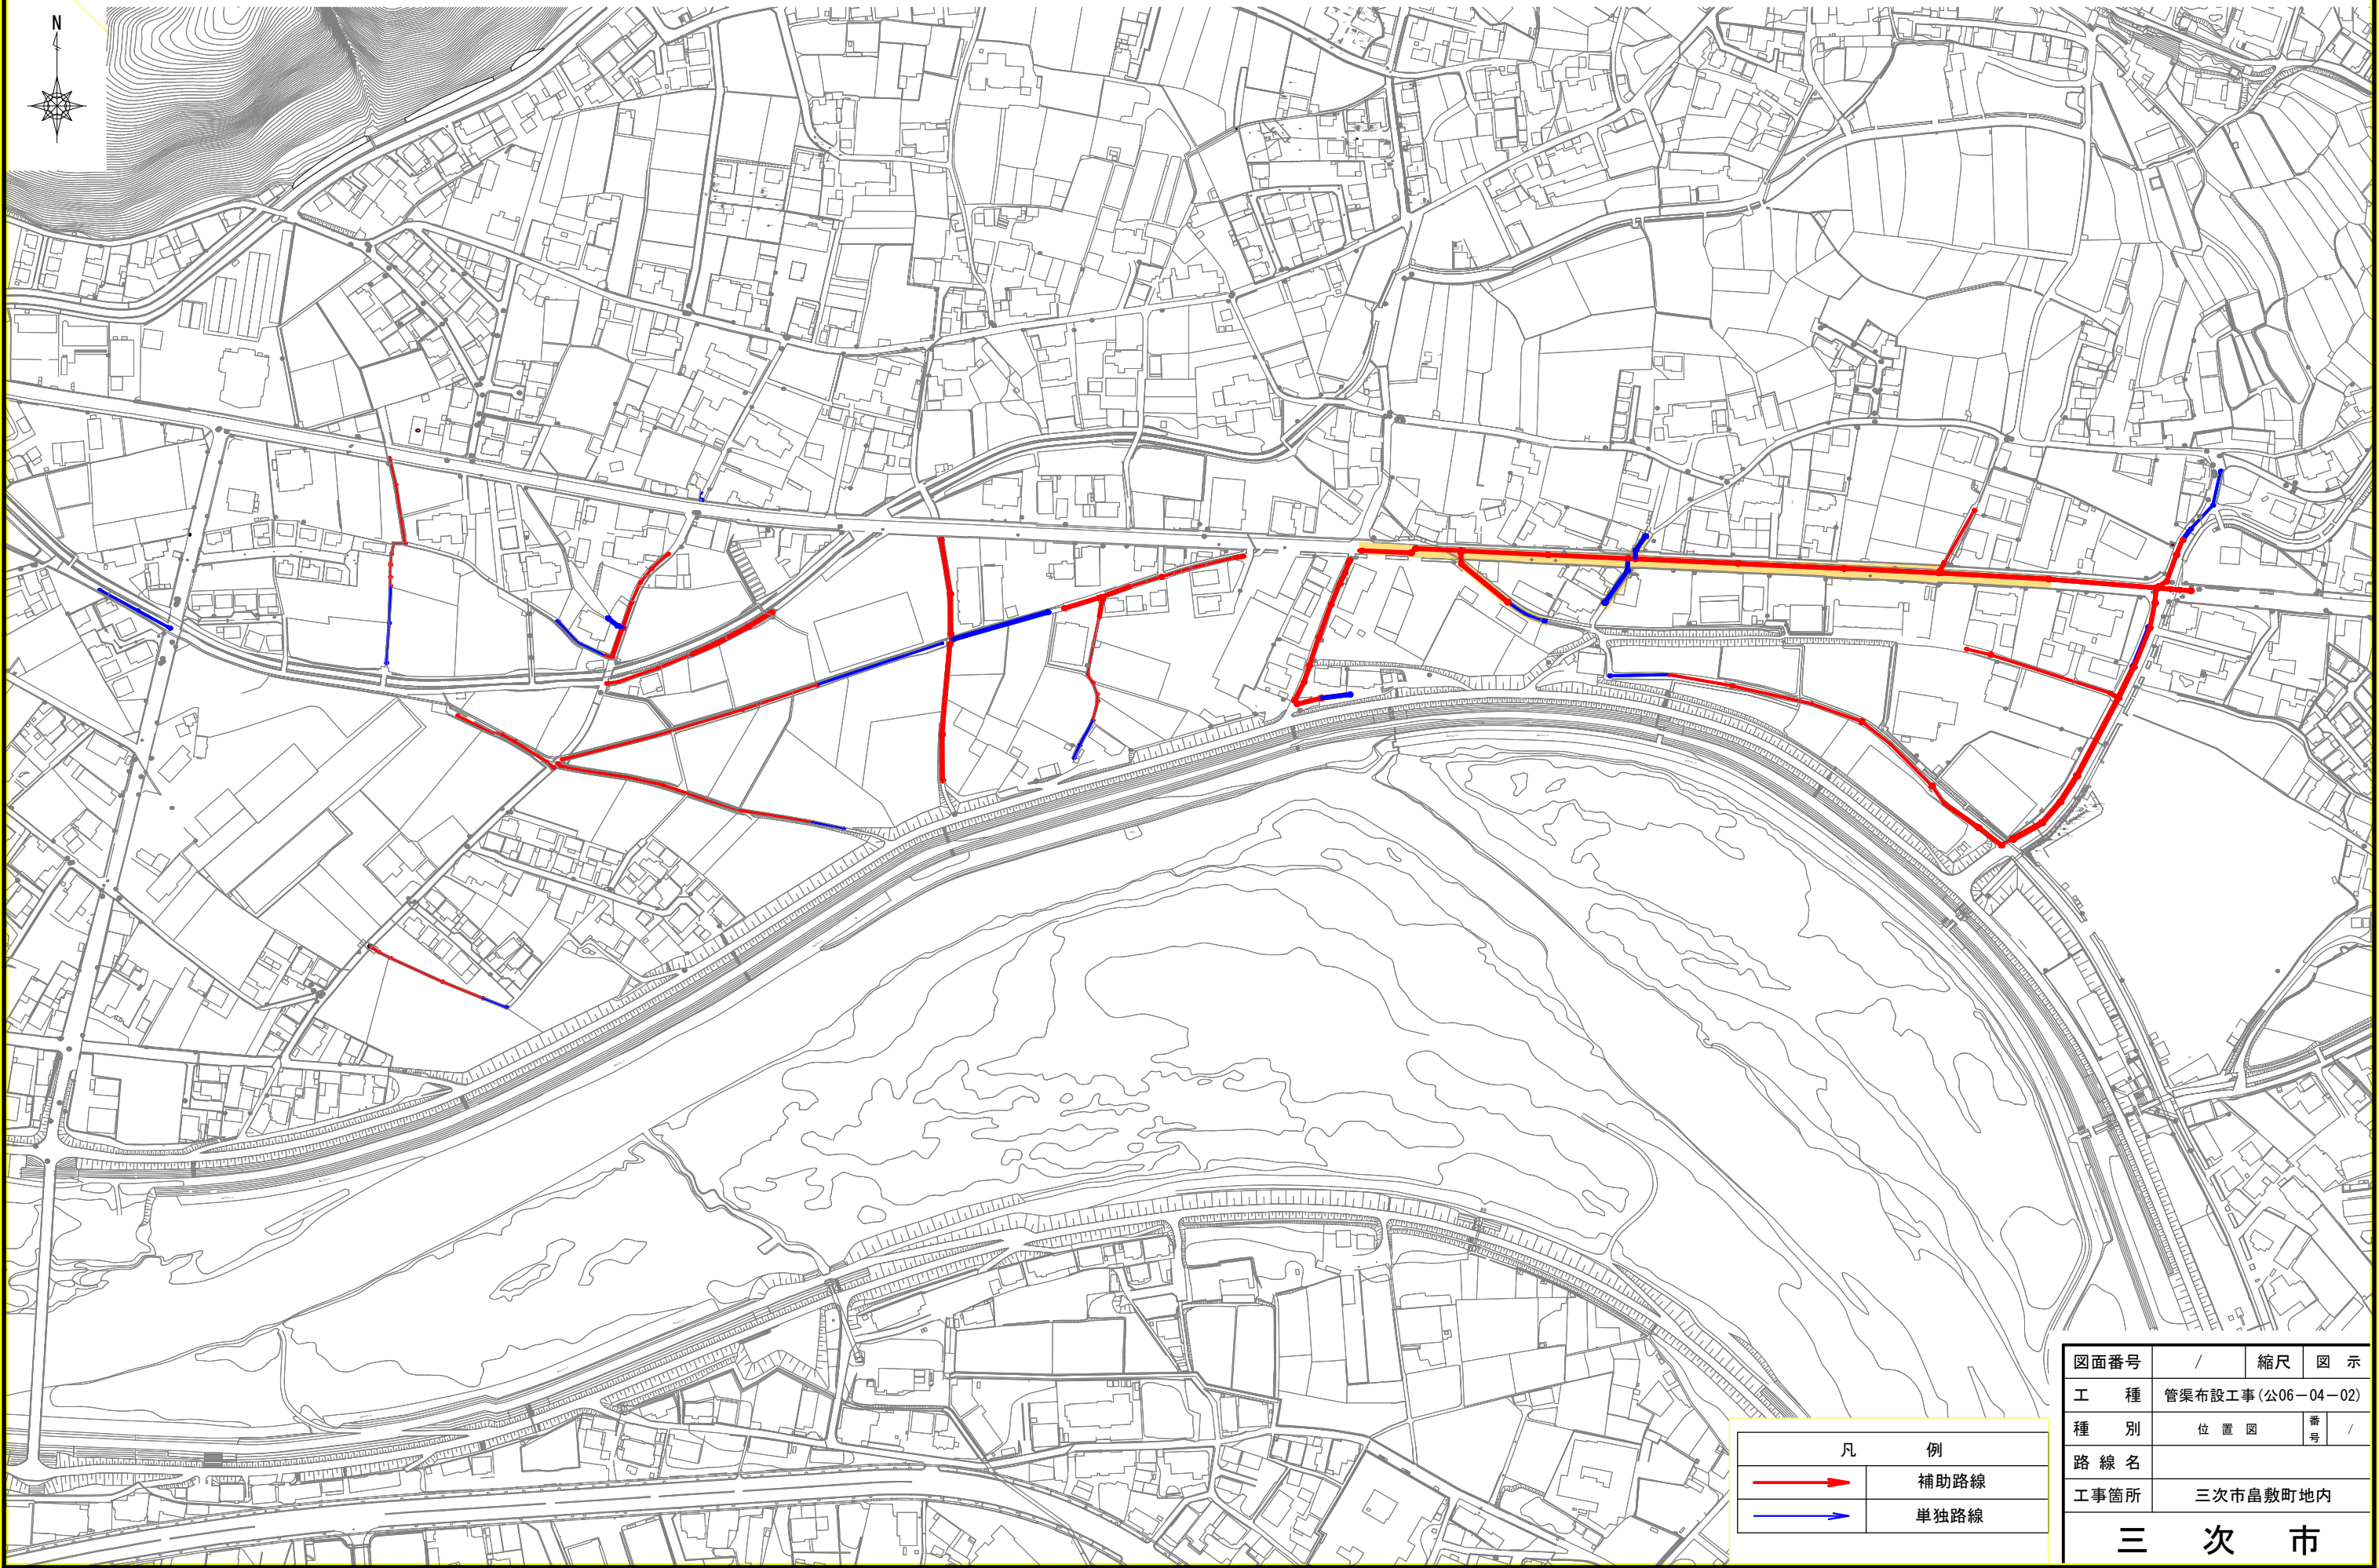 N
凡 例
補助路線
単独路線
図面番号 / 縮尺 図 示
工 種 管渠布設工事(公06－04－02)
種 別 位 置 図 番号 /
路 線 名
工事箇所 三次市畠敷町地内
三 次 市